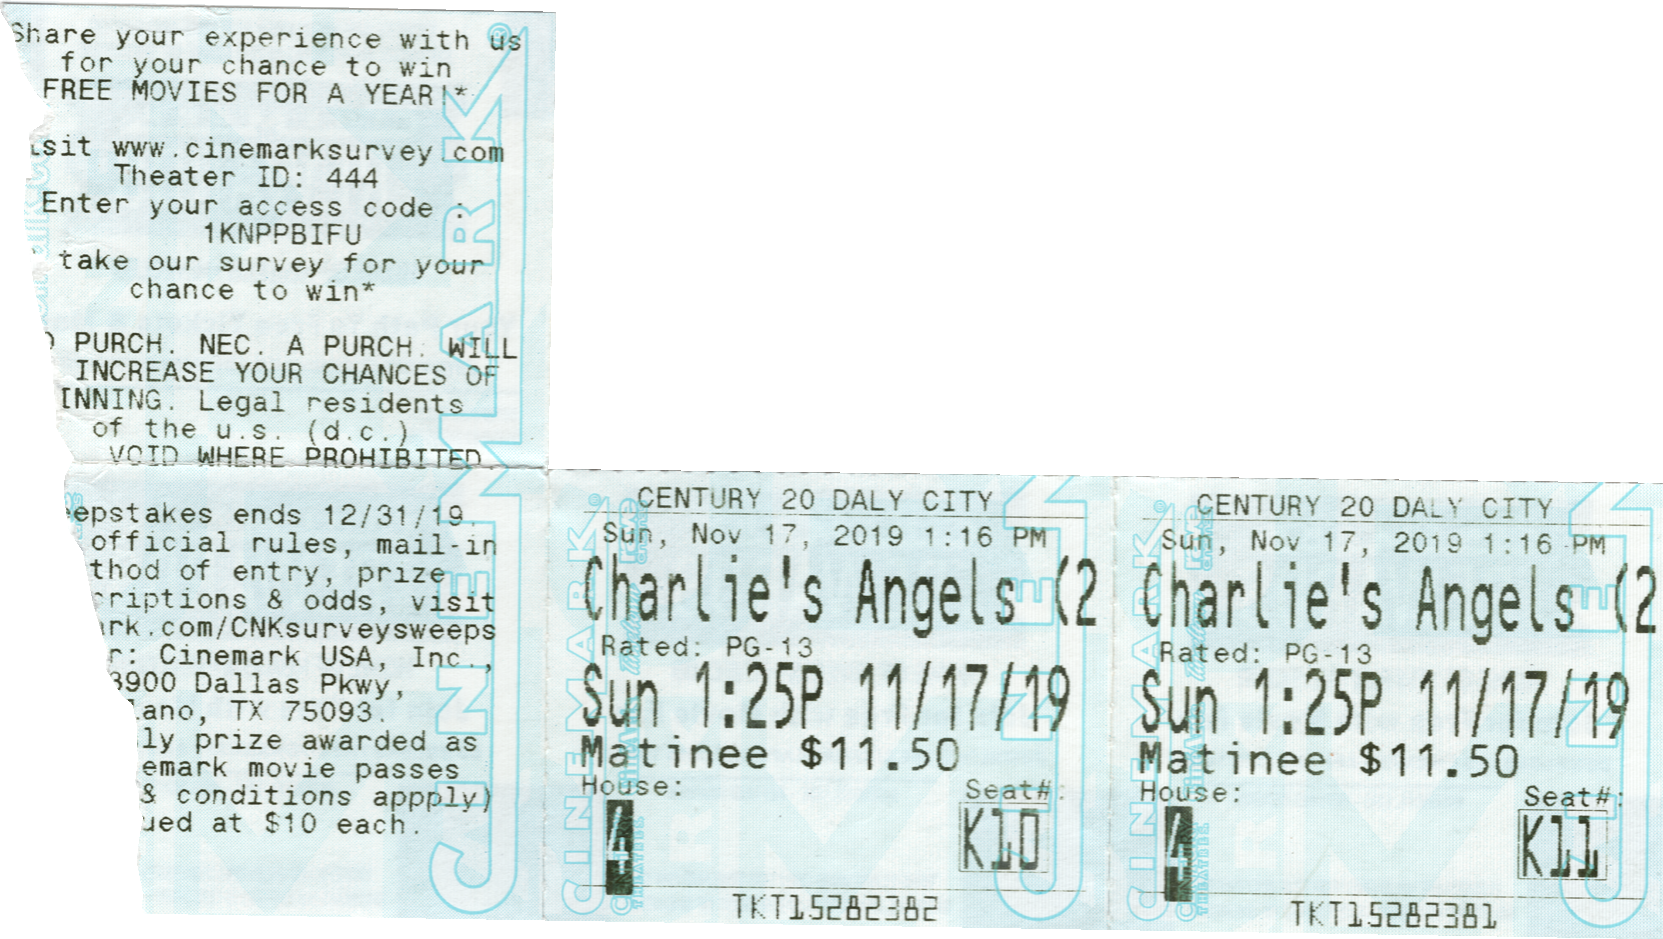 Share your experience with us
for your chance to win
FREE MOVIES FOR A YEAR!*
isit www.cinemarksurvey.com
Theater ID: 444
Enter your access code :
1KNPPBIFU
take our survey for your
chance to win*
O PURCH. NEC. A PURCH. WILL
INCREASE YOUR CHANCES OF
INNING. Legal residents
of the u.s. (d.c.)
VOID WHERE PROHIBITED.
eepstakes ends 12/31/19.
official rules, mail-in
thod of entry, prize
criptions & odds, visit
ark.com/CNKsurveysweeps
r: Cinemark USA, Inc.,
3900 Dallas Pkwy,
lano, TX 75093.
ly prize awarded as
emark movie passes
& conditions appply)
ued at $10 each.
CINEMARK
CENTURY 20 DALY CITY
Sun, Nov 17, 2019 1:16 PM
Charlie's Angels (2
Rated: PG-13
Sun 1:25P 11/17/19
Matinee $11.50
House: Seat#:
4 K10
TKT15282382
CINEMARK
CENTURY 20 DALY CITY
Sun, Nov 17, 2019 1:16 PM
Charlie's Angels (2
Rated: PG-13
Sun 1:25P 11/17/19
Matinee $11.50
House: Seat#:
4 K11
TKT15282381
CINEMARK